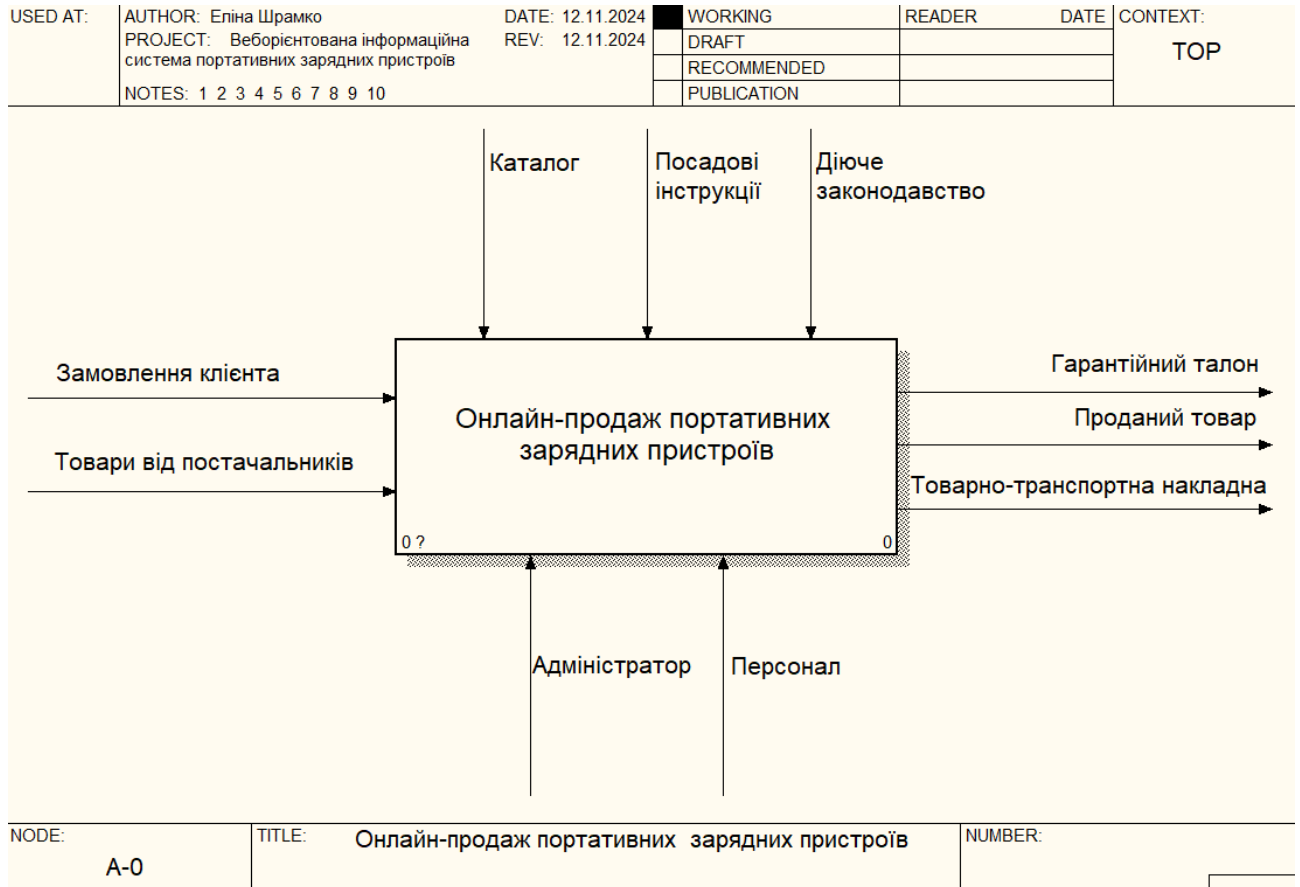 USED AT:
AUTHOR: Еліна Шрамко
DATE: 12.11.2024
PROJECT: Веборієнтована інформаційна
система портативних зарядних пристроїв
REV: 12.11.2024
NOTES: 1 2 3 4 5 6 7 8 9 10
WORKING
DRAFT
RECOMMENDED
PUBLICATION
READER DATE
CONTEXT:
TOP
Каталог
Посадові
інструкції
Діюче
законодавство
Замовлення клієнта
Товари від постачальників
Онлайн-продаж портативних
зарядних пристроїв
0 ?
0
Гарантійний талон
Проданий товар
Товарно-транспортна накладна
Адміністратор
Персонал
NODE:
A-0
TITLE:
Онлайн-продаж портативних зарядних пристроїв
NUMBER: